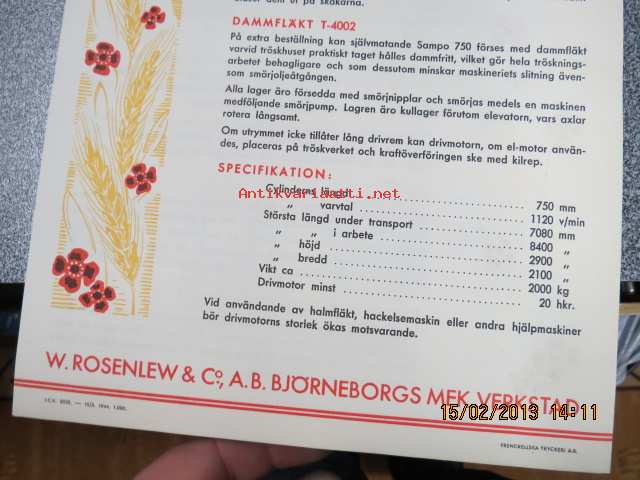 DAMMFLÄKT T-4002
På extra beställning kan självmatande Sampo 750 förses med dammfläkt
varvid tröskhuset praktiskt taget hålles dammfritt, vilket gör hela trösknings-
arbetet behagligare och som dessutom minskar maskineriets slitning även-
som smörjoljeåtgången.
Alla lager äro försedda med smörjnipplar och smörjas medels en maskinen
medföljande smörjpump. Lagren äro kullager förutom elevatorn, vars axlar
rotera långsamt.
Om utrymmet icke tillåter lång drivrem kan drivmotorn, om el-motor använ-
des, placeras på tröskverket och kraftöverföringen ske med kilrep.
SPECIFIKATION:
Cylinderns längd 750 mm
„ varvtal 1120 v/min
Största längd under transport 7080 mm
„ „ i arbete 8400 „
„ höjd 2900 „
„ bredd 2100 „
Vikt ca 2000 kg
Drivmotor minst 20 hkr.
Vid användande av halmfläkt, hackelsemaskin eller andra hjälpmaskiner
bör drivmotorns storlek ökas motsvarande.
W. ROSENLEW & Co, A.B. BJÖRNEBORGS MEK. VERKSTAD
FRENCKELLSKA TRYCKERI A.B.
Antikvariaatti.net
15/02/2013 14:11